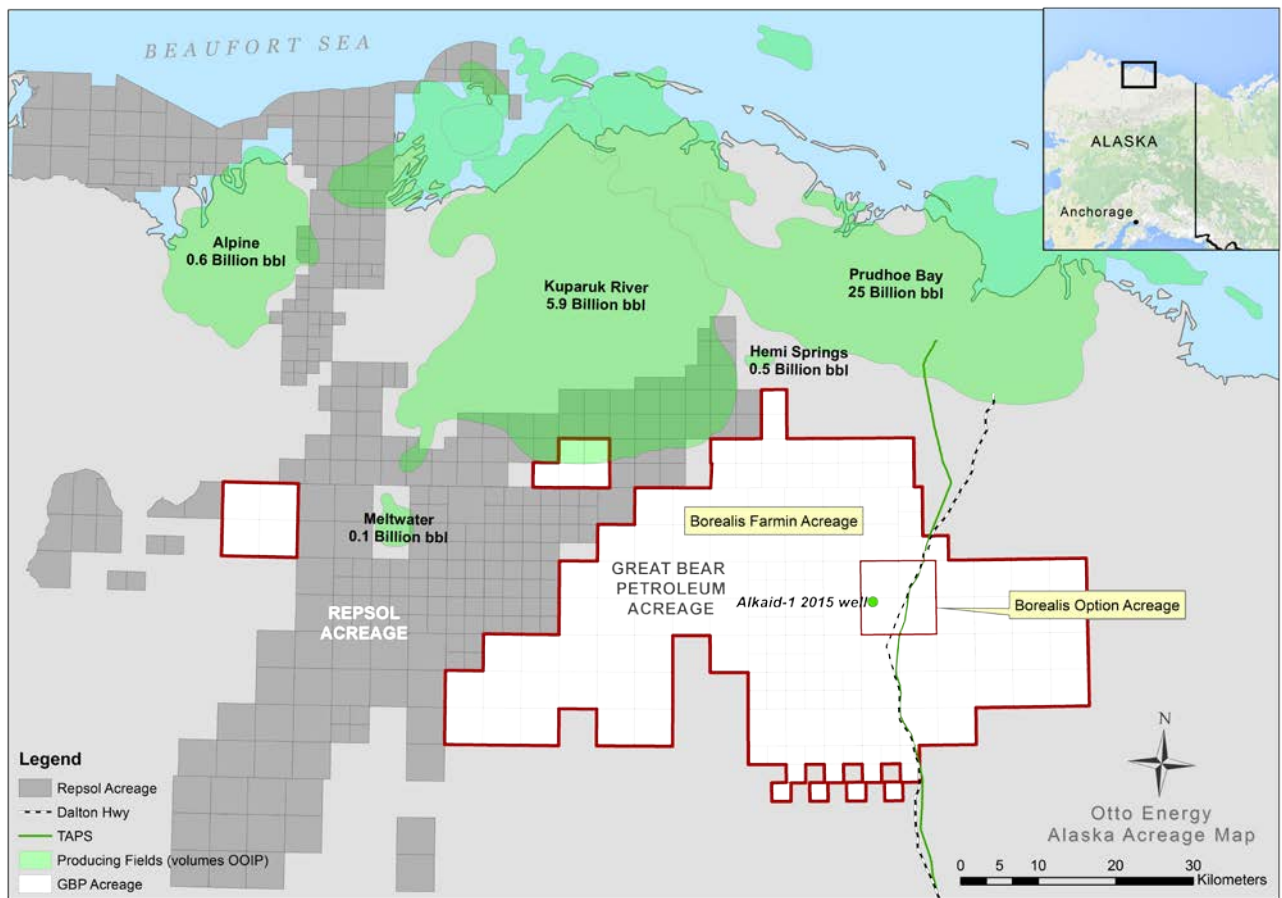 BEAUFORT SEA
ALASKA
Anchorage
Alpine
0.6 Billion bbl
Kuparuk River
5.9 Billion bbl
Prudhoe Bay
25 Billion bbl
Hemi Springs
0.5 Billion bbl
Meltwater
0.1 Billion bbl
Borealis Farmin Acreage
GREAT BEAR
PETROLEUM
ACREAGE
Alkaid-1 2015 well
Borealis Option Acreage
REPSOL
ACREAGE
Legend
Repsol Acreage
Dalton Hwy
TAPS
Producing Fields (volumes OOIP)
GBP Acreage
N
Otto Energy
Alaska Acreage Map
0 5 10 20 30
Kilometers